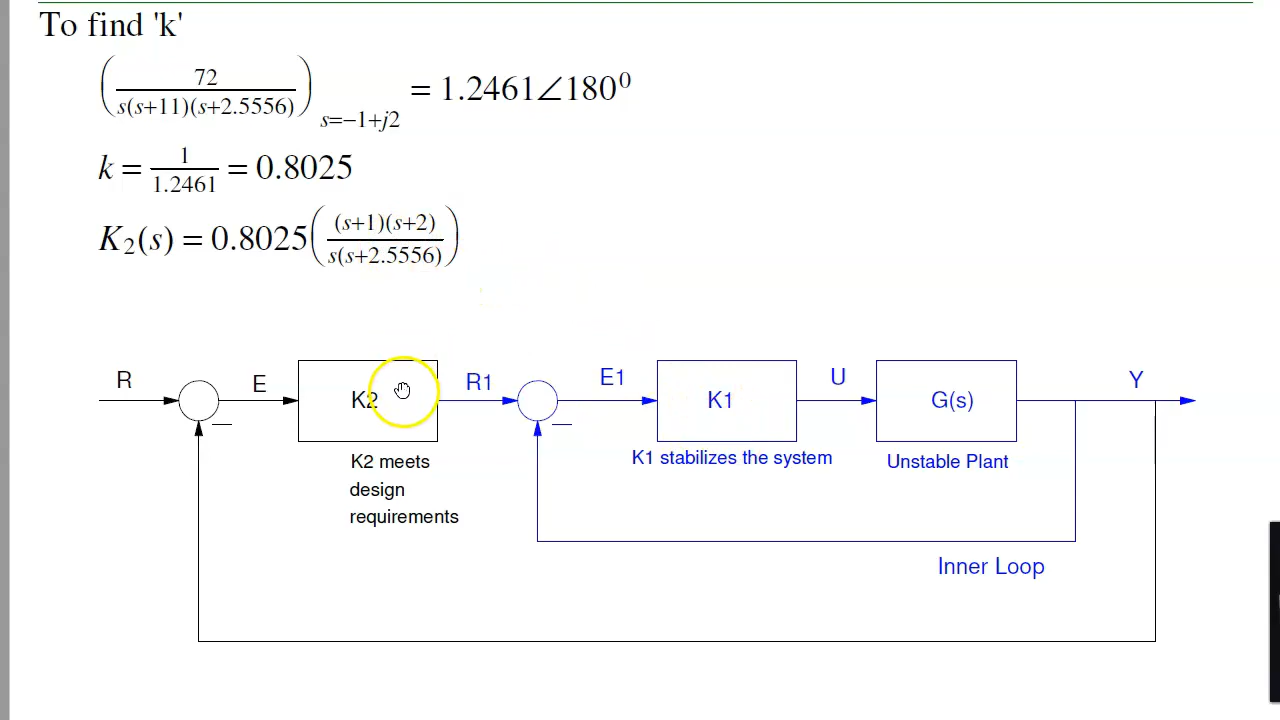 To find 'k'
(72 / s(s+11)(s+2.5556)) s=−1+j2 = 1.2461∠180⁰
k = 1/1.2461 = 0.8025
K₂(s) = 0.8025((s+1)(s+2) / s(s+2.5556))
R E K2 R1 E1 K1 U G(s) Y
K2 meets
design
requirements
K1 stabilizes the system
Unstable Plant
Inner Loop